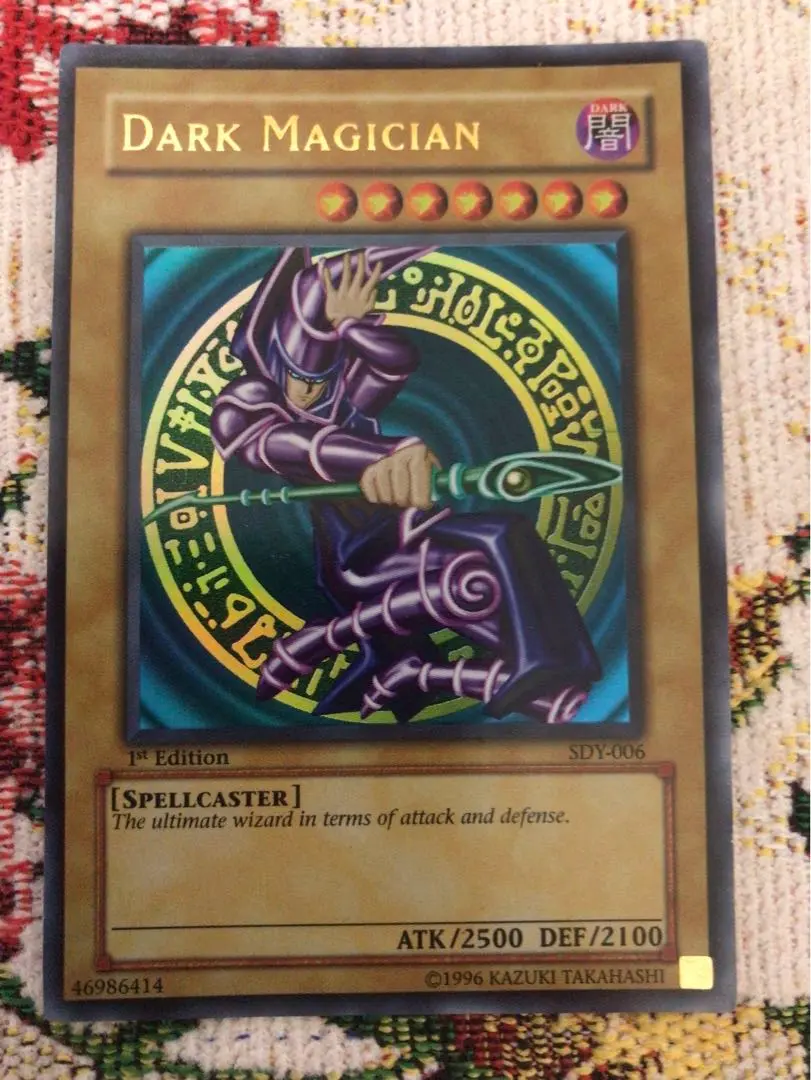 DARK MAGICIAN
DARK
闇
1st Edition
SDY-006
[SPELLCASTER]
The ultimate wizard in terms of attack and defense.
ATK/2500 DEF/2100
46986414
©1996 KAZUKI TAKAHASHI